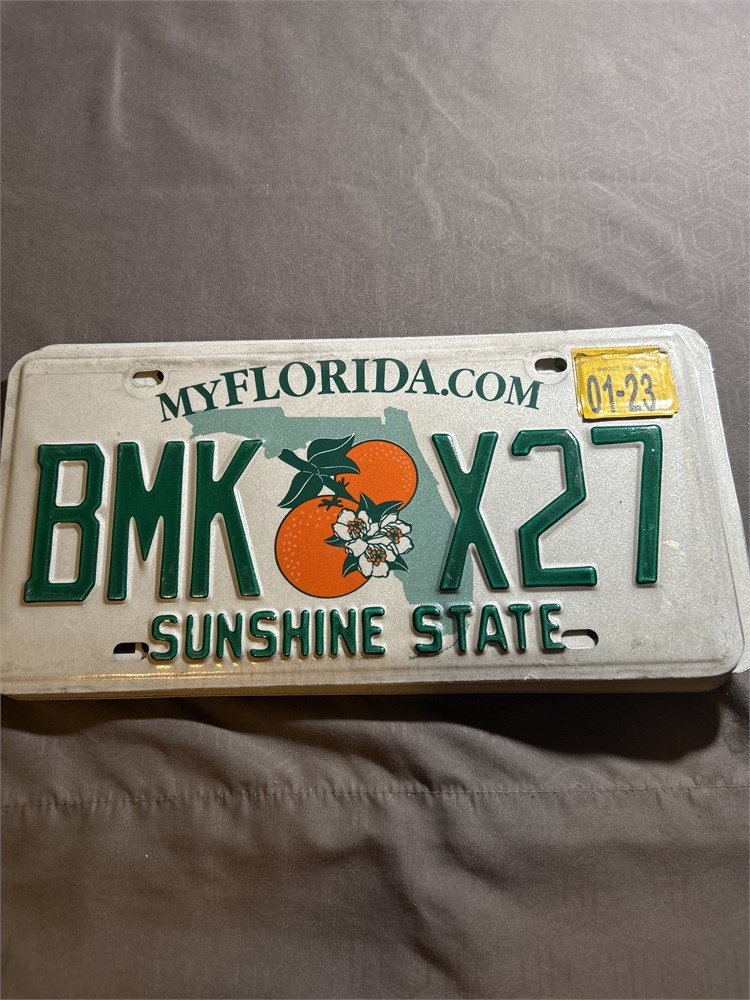 MYFLORIDA.COM
01-23
BMK X27
SUNSHINE STATE